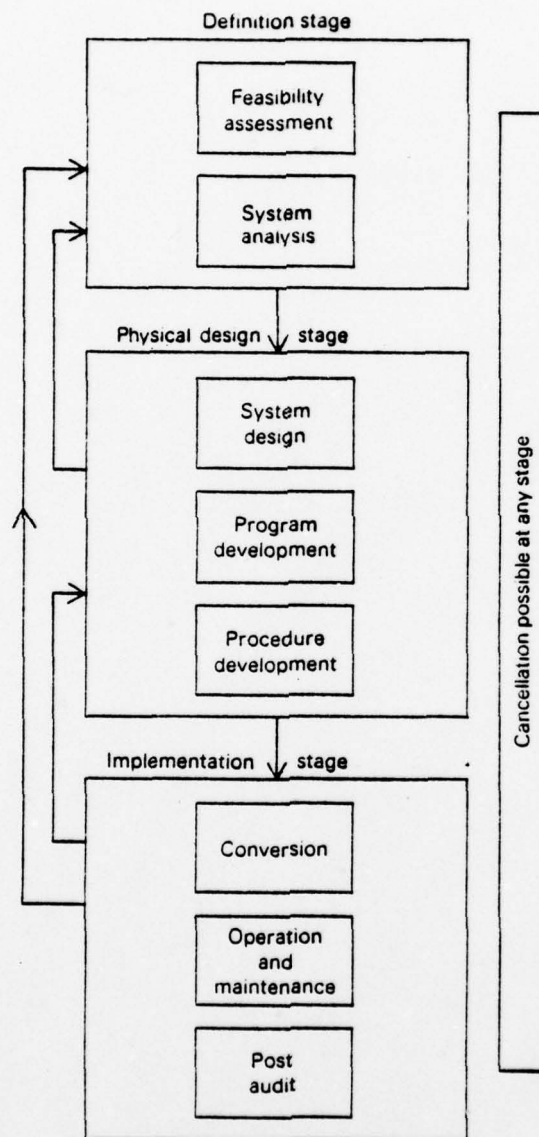 Definition stage
Feasibility
assessment
System
analysis
Physical design stage
System
design
Program
development
Procedure
development
Implementation stage
Conversion
Operation
and
maintenance
Post
audit
Cancellation possible at any stage